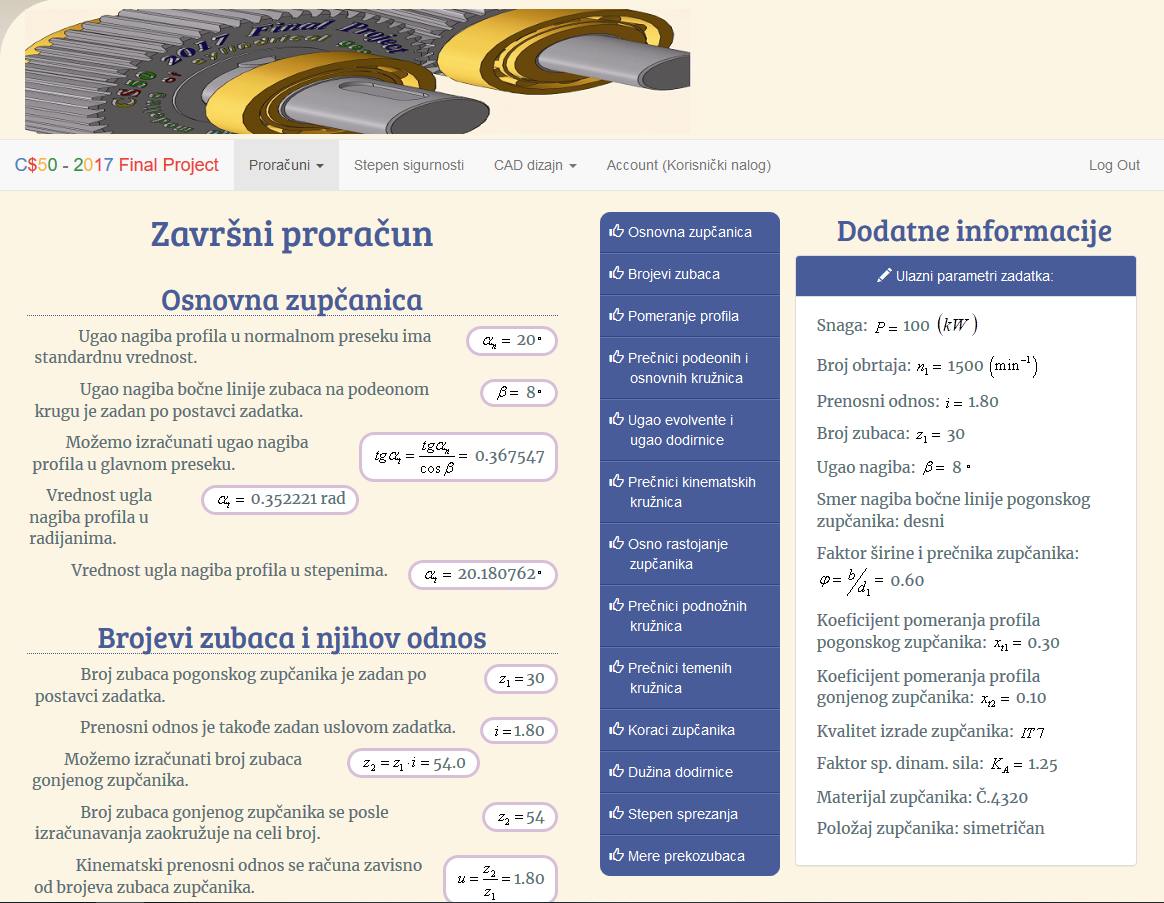 CS50 2017 Final Project
C$50 - 2017 Final Project
Proračuni
Stepen sigurnosti
CAD dizajn
Account (Korisnički nalog)
Log Out
Završni proračun
Osnovna zupčanica
Ugao nagiba profila u normalnom preseku ima
standardnu vrednost.
αₙ = 20°
Ugao nagiba bočne linije zubaca na podeonom
krugu je zadan po postavci zadatka.
β = 8°
Možemo izračunati ugao nagiba
profila u glavnom preseku.
tgαₜ = tgαₙ / cos β = 0.367547
Vrednost ugla
nagiba profila u
radijanima.
αₜ = 0.352221 rad
Vrednost ugla nagiba profila u stepenima.
αₜ = 20.180762°
Brojevi zubaca i njihov odnos
Broj zubaca pogonskog zupčanika je zadan po
postavci zadatka.
z₁ = 30
Prenosni odnos je takođe zadan uslovom zadatka.
i = 1.80
Možemo izračunati broj zubaca
gonjenog zupčanika.
z₂ = z₁ · i = 54.0
Broj zubaca gonjenog zupčanika se posle
izračunavanja zaokružuje na celi broj.
z₂ = 54
Kinematski prenosni odnos se računa zavisno
od brojeva zubaca zupčanika.
u = z₂ / z₁ = 1.80
Osnovna zupčanica
Brojevi zubaca
Pomeranje profila
Prečnici podeonih i
osnovnih kružnica
Ugao evolvente i
ugao dodirnice
Prečnici kinematskih
kružnica
Osno rastojanje
zupčanika
Prečnici podnožnih
kružnica
Prečnici temenih
kružnica
Koraci zupčanika
Dužina dodirnice
Stepen sprezanja
Mere prekozubaca
Dodatne informacije
Ulazni parametri zadatka:
Snaga: P = 100 (kW)
Broj obrtaja: n₁ = 1500 (min⁻¹)
Prenosni odnos: i = 1.80
Broj zubaca: z₁ = 30
Ugao nagiba: β = 8 °
Smer nagiba bočne linije pogonskog
zupčanika: desni
Faktor širine i prečnika zupčanika:
φ = b/d₁ = 0.60
Koeficijent pomeranja profila
pogonskog zupčanika: xₜ₁ = 0.30
Koeficijent pomeranja profila
gonjenog zupčanika: xₜ₂ = 0.10
Kvalitet izrade zupčanika: IT7
Faktor sp. dinam. sila: K_A = 1.25
Materijal zupčanika: Č.4320
Položaj zupčanika: simetričan